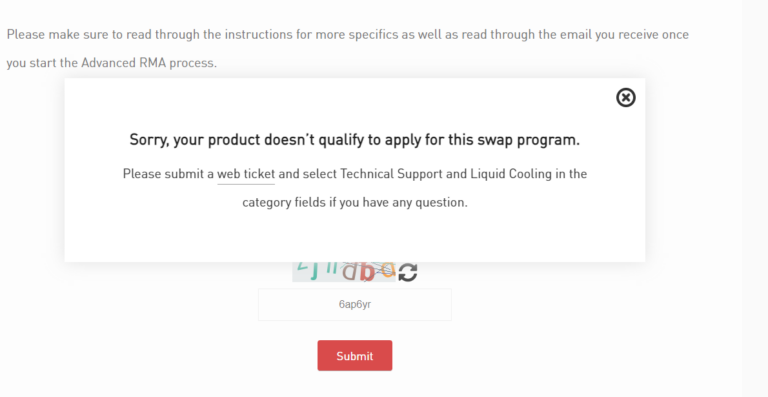 Please make sure to read through the instructions for more specifics as well as read through the email you receive once
you start the Advanced RMA process.
Sorry, your product doesn't qualify to apply for this swap program.
Please submit a web ticket and select Technical Support and Liquid Cooling in the
category fields if you have any question.
6ap6yr
Submit